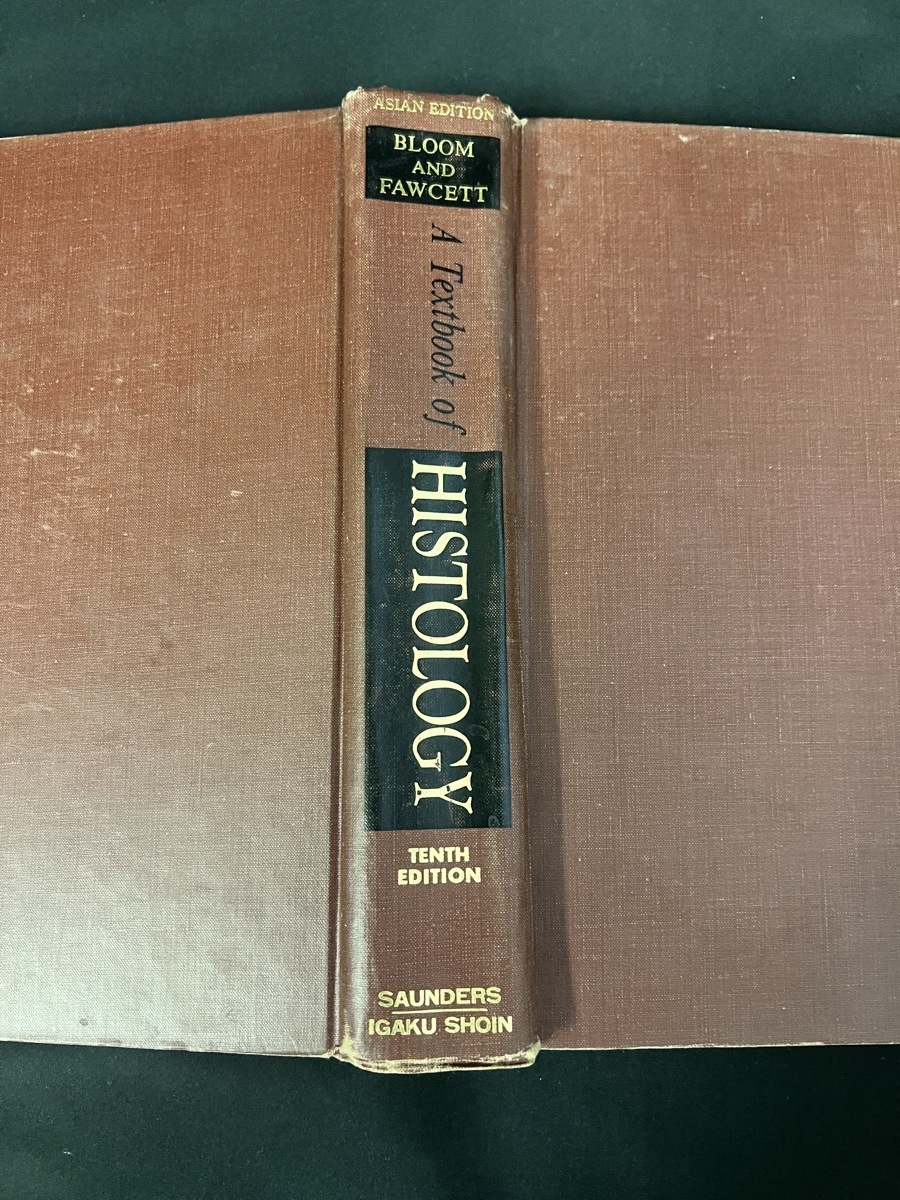 ASIAN EDITION
BLOOM
AND
FAWCETT
A Textbook of
HISTOLOGY
TENTH
EDITION
SAUNDERS
IGAKU SHOIN